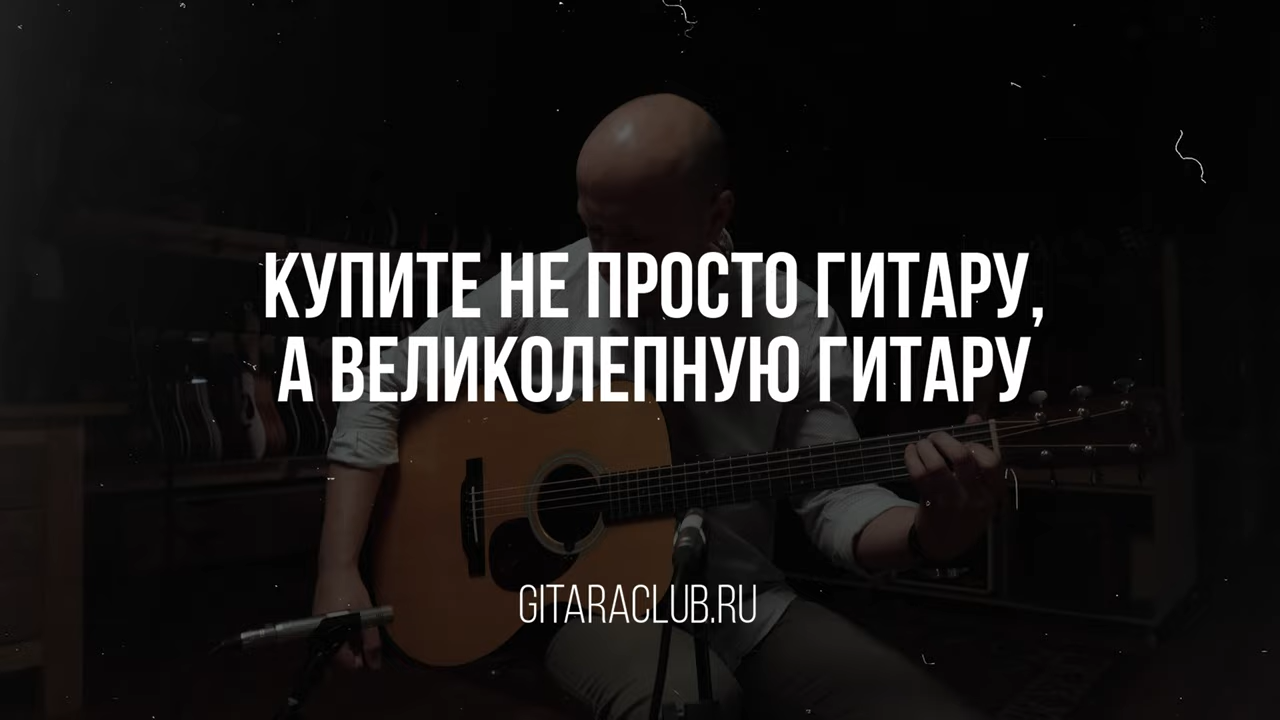 КУПИТЕ НЕ ПРОСТО ГИТАРУ,
А ВЕЛИКОЛЕПНУЮ ГИТАРУ
GITARACLUB.RU